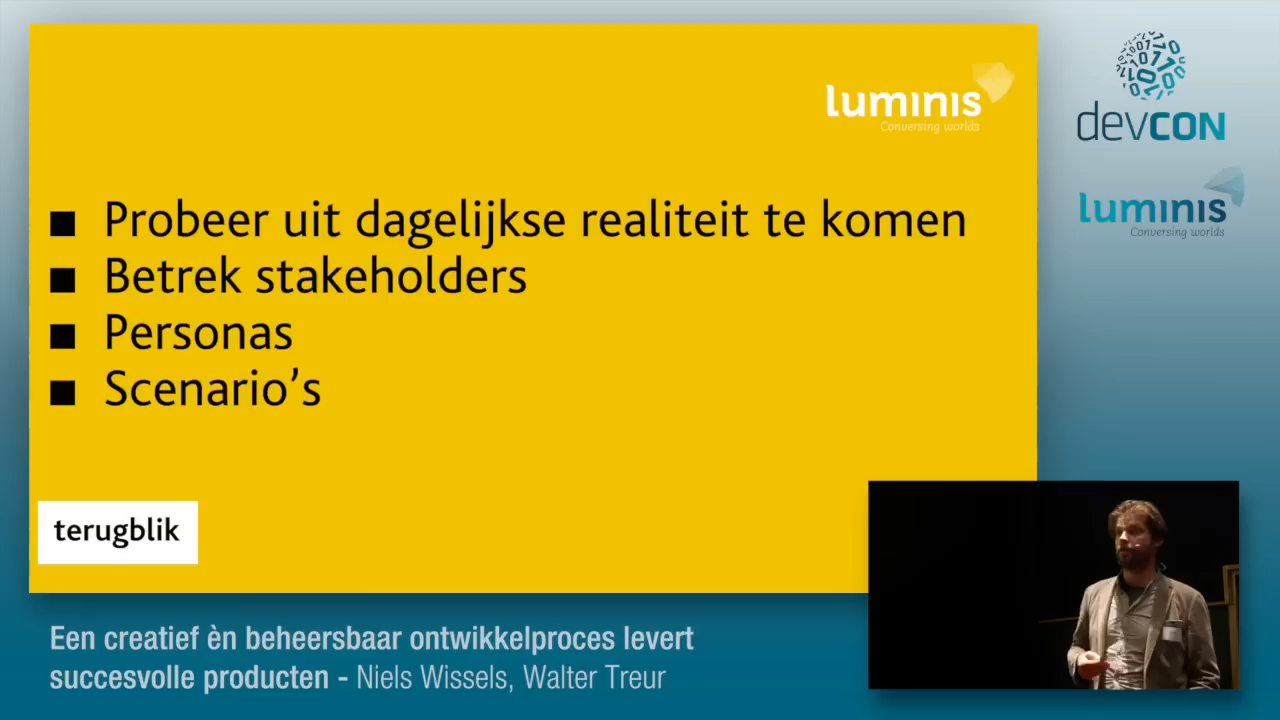 luminis
Conversing worlds
■ Probeer uit dagelijkse realiteit te komen
■ Betrek stakeholders
■ Personas
■ Scenario’s
terugblik
devCON
luminis
Conversing worlds
Een creatief èn beheersbaar ontwikkelproces levert
succesvolle producten - Niels Wissels, Walter Treur